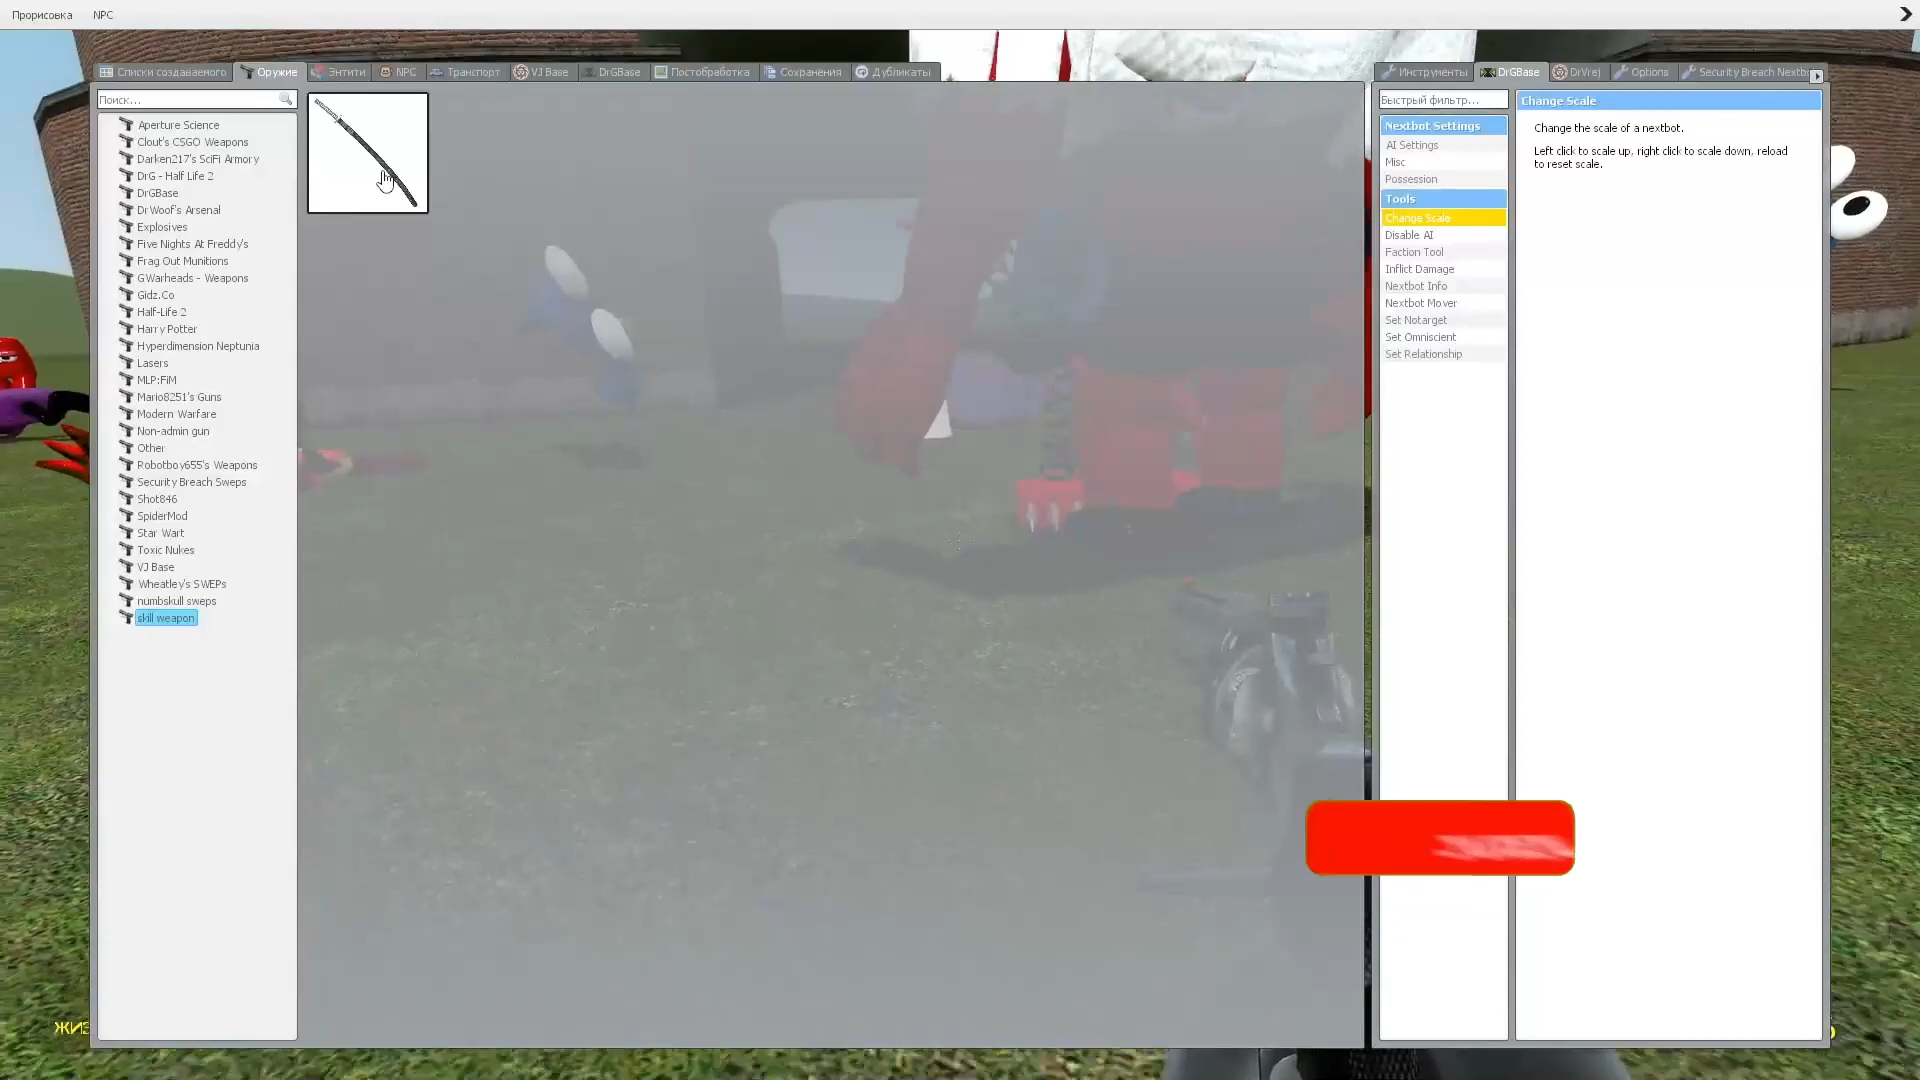 Прорисовка NPC
Списки создаваемого Оружие Энтити NPC Транспорт VJ Base DrGBase Постобработка Сохранения Дубликаты
Инструменты DrGBase DrVrej Options Security Breach Nextbo
Поиск...
Aperture Science
Clout's CSGO Weapons
Darken217's SciFi Armory
DrG - Half Life 2
DrGBase
DrWoof's Arsenal
Explosives
Five Nights At Freddy's
Frag Out Munitions
GWarheads - Weapons
Gidz.Co
Half-Life 2
Harry Potter
Hyperdimension Neptunia
Lasers
MLP:FiM
Mario8251's Guns
Modern Warfare
Non-admin gun
Other
Robotboy655's Weapons
Security Breach Sweps
Shot846
SpiderMod
Star Wart
Toxic Nukes
VJ Base
Wheatley's SWEPs
numbskull sweps
skill weapon
Быстрый фильтр...
Nextbot Settings
AI Settings
Misc
Possession
Tools
Change Scale
Disable AI
Faction Tool
Inflict Damage
Nextbot Info
Nextbot Mover
Set Notarget
Set Omniscient
Set Relationship
Change Scale
Change the scale of a nextbot.
Left click to scale up, right click to scale down, reload
to reset scale.